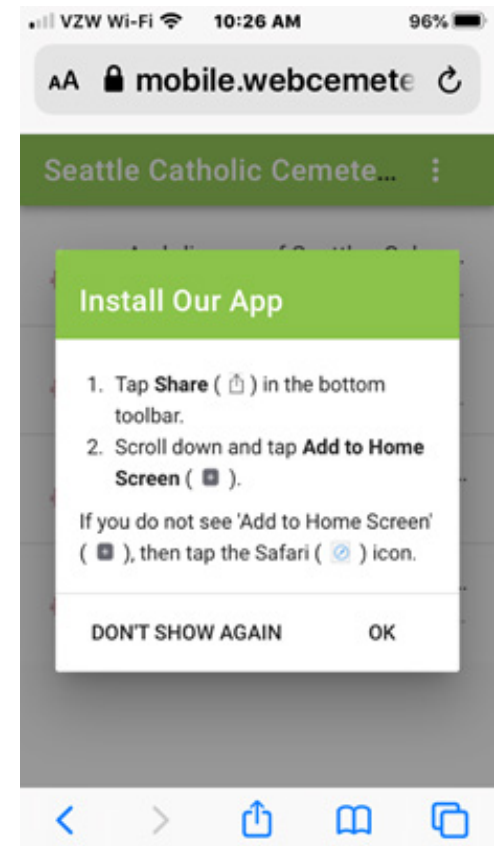 VZW Wi-Fi 10:26 AM 96%
AA mobile.webcemete
Seattle Catholic Cemete...
Install Our App
1. Tap Share ( ) in the bottom
toolbar.
2. Scroll down and tap Add to Home
Screen ( ).
If you do not see 'Add to Home Screen'
( ), then tap the Safari ( ) icon.
DON'T SHOW AGAIN OK